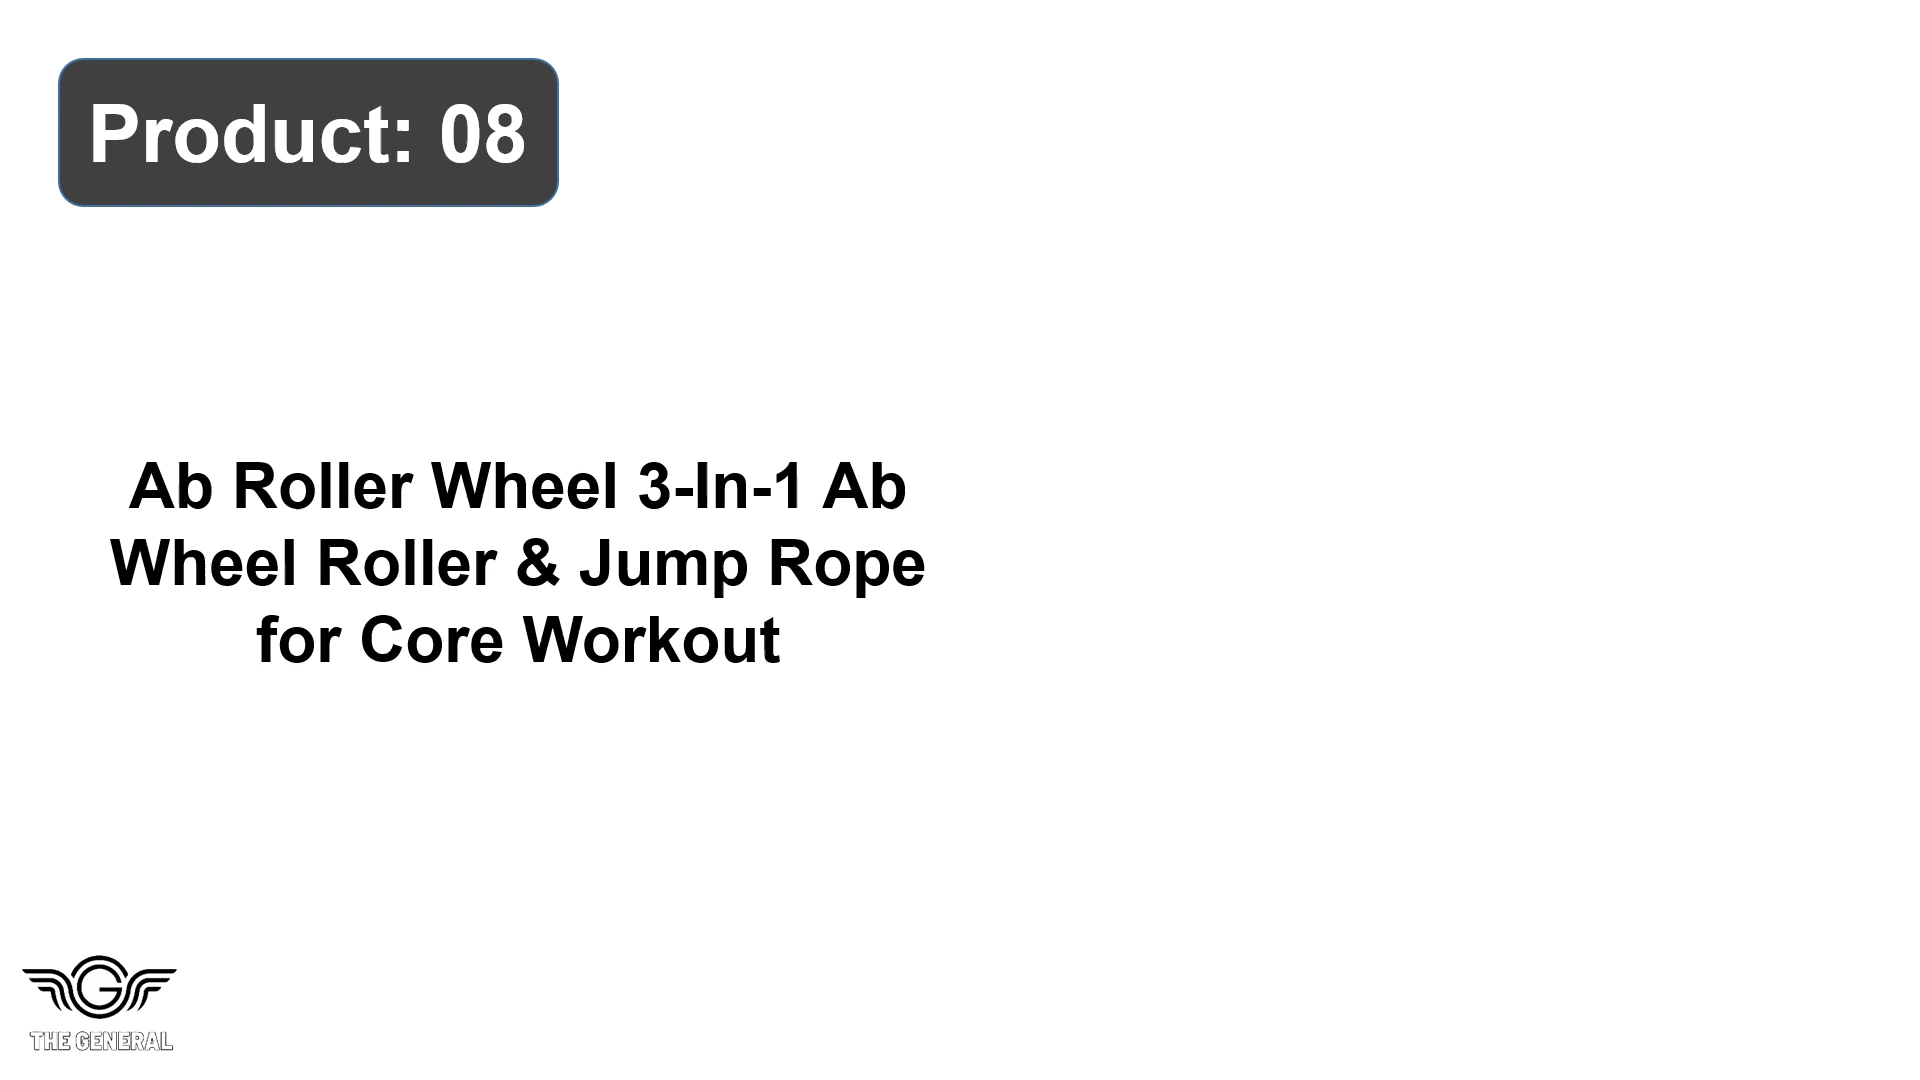 Product: 08
Ab Roller Wheel 3-In-1 Ab
Wheel Roller & Jump Rope
for Core Workout
G
THE GENERAL